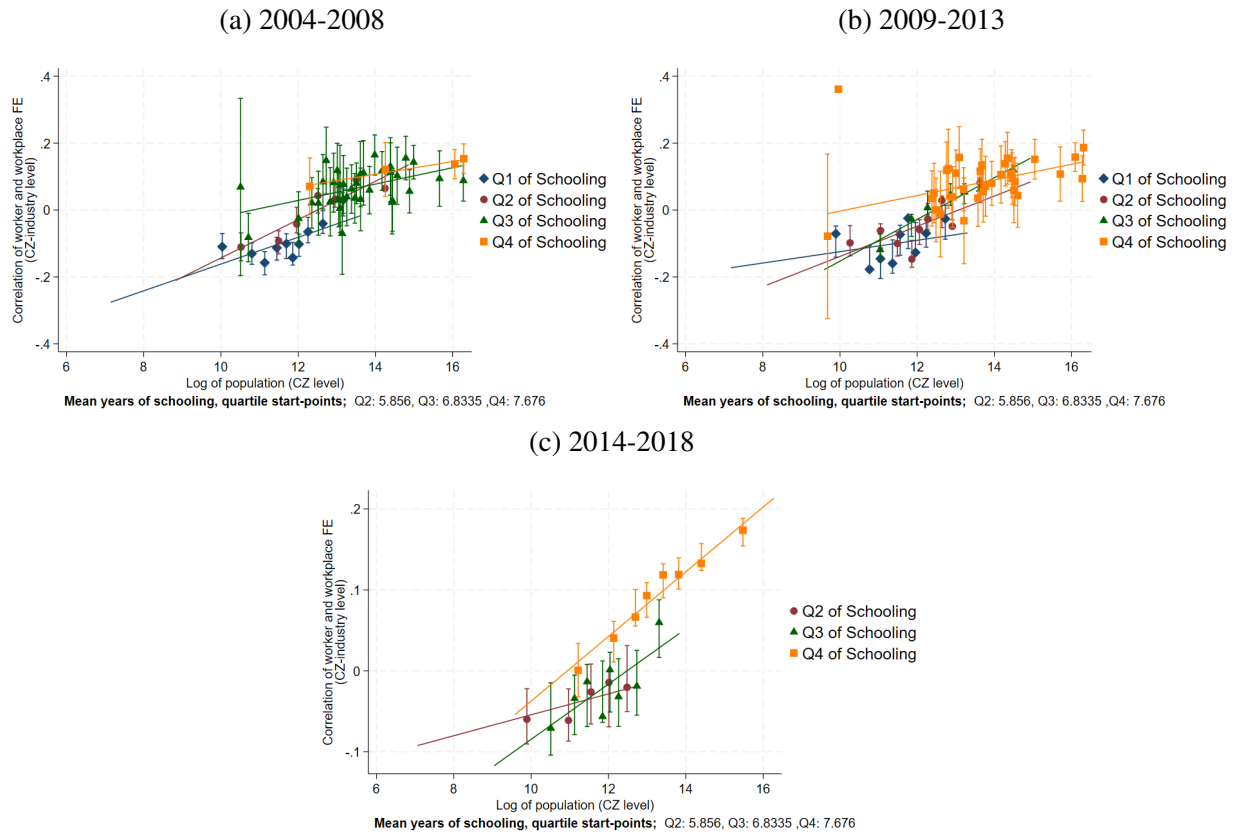 (a) 2004-2008
Correlation of worker and workplace FE
(CZ-industry level)
.4
.2
0
-.2
-.4
6
8
10
12
14
16
Log of population (CZ level)
Q1 of Schooling
Q2 of Schooling
Q3 of Schooling
Q4 of Schooling
Mean years of schooling, quartile start-points; Q2: 5.856, Q3: 6.8335 ,Q4: 7.676
(b) 2009-2013
Correlation of worker and workplace FE
(CZ-industry level)
.4
.2
0
-.2
-.4
6
8
10
12
14
16
Log of population (CZ level)
Q1 of Schooling
Q2 of Schooling
Q3 of Schooling
Q4 of Schooling
Mean years of schooling, quartile start-points; Q2: 5.856, Q3: 6.8335 ,Q4: 7.676
(c) 2014-2018
Correlation of worker and workplace FE
(CZ-industry level)
.2
.1
0
-.1
6
8
10
12
14
16
Log of population (CZ level)
Q2 of Schooling
Q3 of Schooling
Q4 of Schooling
Mean years of schooling, quartile start-points; Q2: 5.856, Q3: 6.8335 ,Q4: 7.676